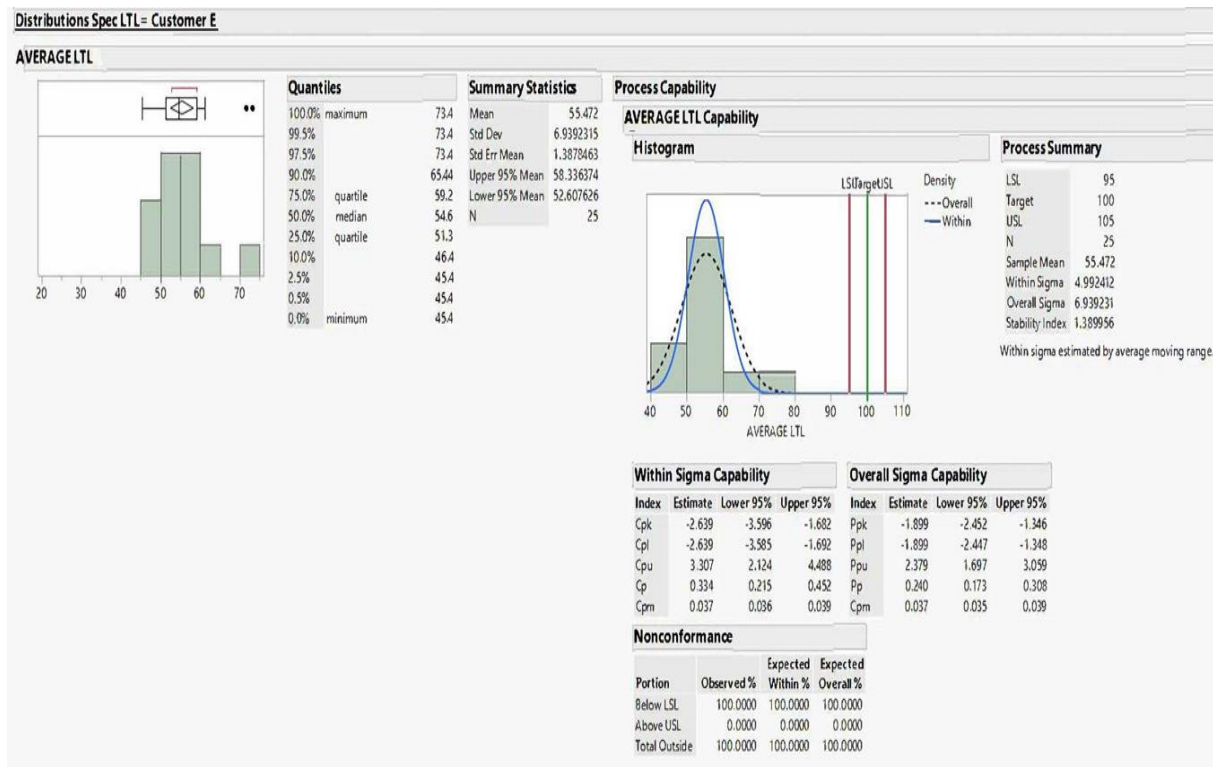 Distributions Spec LTL= Customer E
AVERAGE LTL
20 30 40 50 60 70
Quantiles
100.0% maximum 73.4
99.5% 73.4
97.5% 73.4
90.0% 65.44
75.0% quartile 59.2
50.0% median 54.6
25.0% quartile 51.3
10.0% 46.4
2.5% 45.4
0.5% 45.4
0.0% minimum 45.4
Summary Statistics
Mean 55.472
Std Dev 6.9392315
Std Err Mean 1.3878463
Upper 95% Mean 58.336374
Lower 95% Mean 52.607626
N 25
Process Capability
AVERAGE LTL Capability
Histogram
LSL Target USL
40 50 60 70 80 90 100 110
AVERAGE LTL
Density
Overall
Within
Process Summary
LSL 95
Target 100
USL 105
N 25
Sample Mean 55.472
Within Sigma 4.992412
Overall Sigma 6.939231
Stability Index 1.389956
Within sigma estimated by average moving range.
Within Sigma Capability
Index Estimate Lower 95% Upper 95%
Cpk -2.639 -3.596 -1.682
Cpl -2.639 -3.585 -1.692
Cpu 3.307 2.124 4.488
Cp 0.334 0.215 0.452
Cpm 0.037 0.036 0.039
Overall Sigma Capability
Index Estimate Lower 95% Upper 95%
Ppk -1.899 -2.452 -1.346
Ppl -1.899 -2.447 -1.348
Ppu 2.379 1.697 3.059
Pp 0.240 0.173 0.308
Cpm 0.037 0.035 0.039
Nonconformance
Portion Observed % Expected Within % Expected Overall %
Below LSL 100.0000 100.0000 100.0000
Above USL 0.0000 0.0000 0.0000
Total Outside 100.0000 100.0000 100.0000